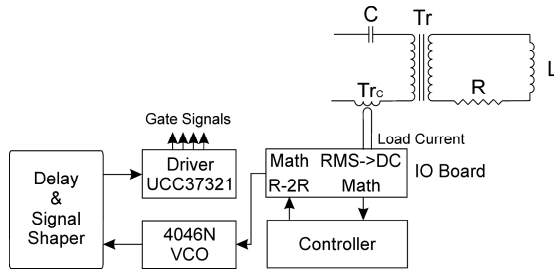 C
Tr
L
R
Trc
Gate Signals
Load Current
Delay
&
Signal
Shaper
Driver
UCC37321
Math RMS->DC
R-2R Math
IO Board
4046N
VCO
Controller